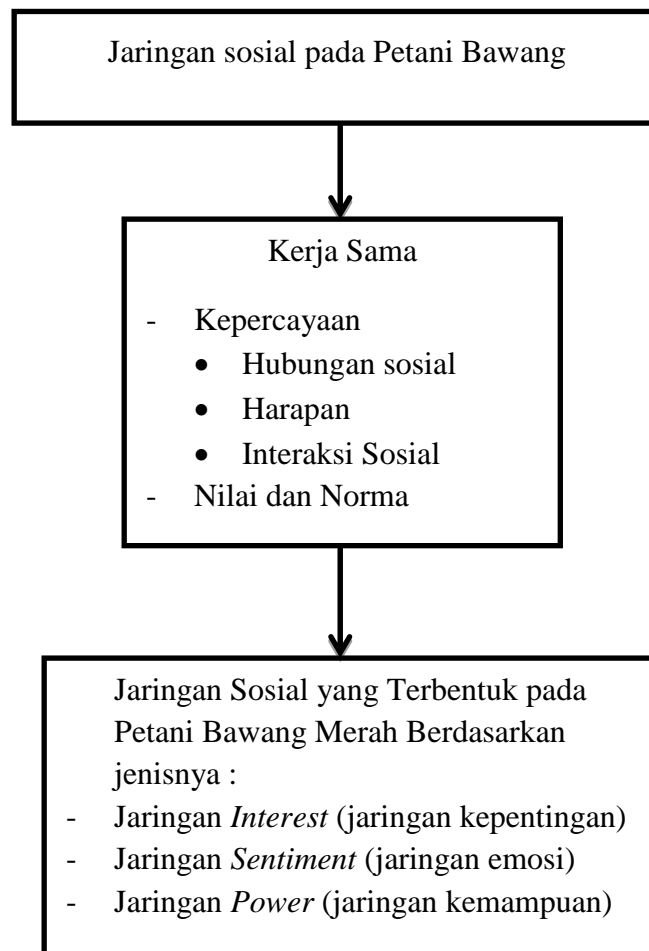 Jaringan sosial pada Petani Bawang
Kerja Sama
- Kepercayaan
• Hubungan sosial
• Harapan
• Interaksi Sosial
- Nilai dan Norma
Jaringan Sosial yang Terbentuk pada
Petani Bawang Merah Berdasarkan
jenisnya :
- Jaringan Interest (jaringan kepentingan)
- Jaringan Sentiment (jaringan emosi)
- Jaringan Power (jaringan kemampuan)